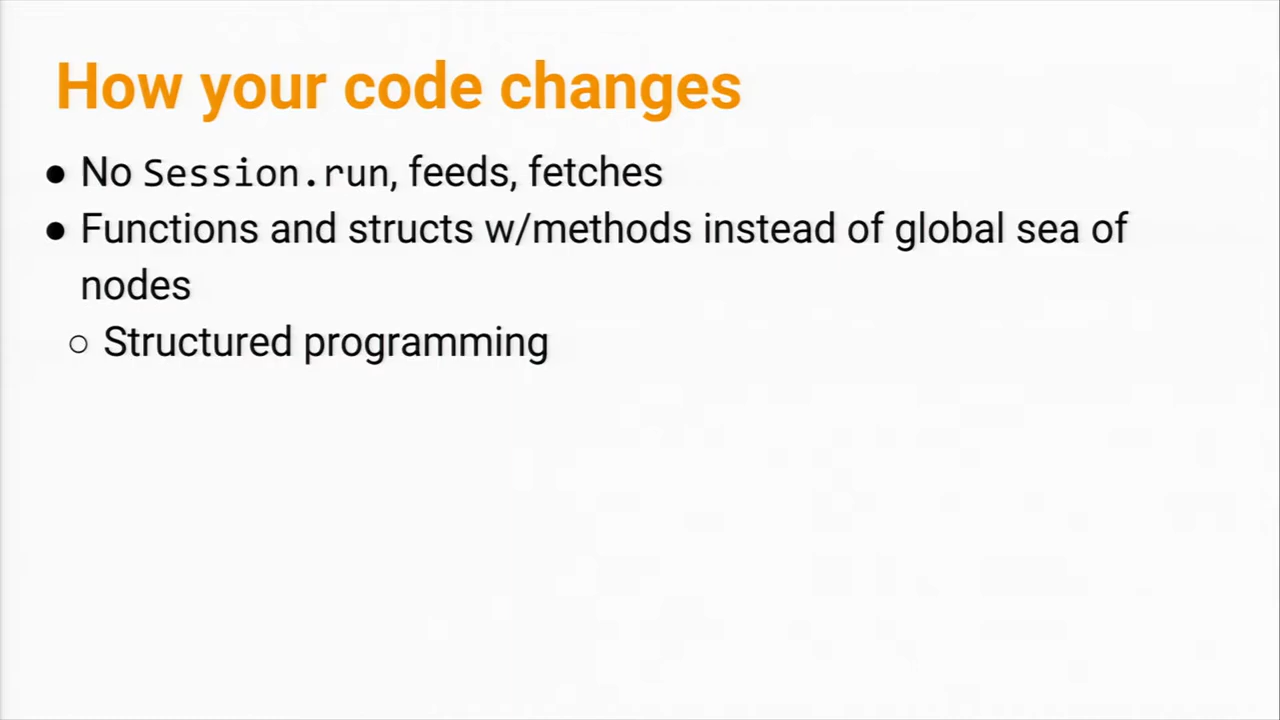 How your code changes
● No Session.run, feeds, fetches
● Functions and structs w/methods instead of global sea of
nodes
○ Structured programming